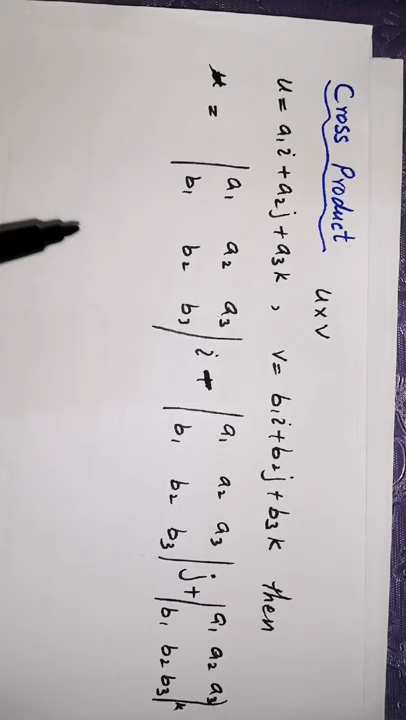 Cross Product u x v
u = a₁i + a₂j + a₃k , v = b₁i + b₂j + b₃k then
= | a₁ a₂ a₃ | i - | a₁ a₂ a₃ | j + | a₁ a₂ a₃ |
| b₁ b₂ b₃ | | b₁ b₂ b₃ | | b₁ b₂ b₃ | k